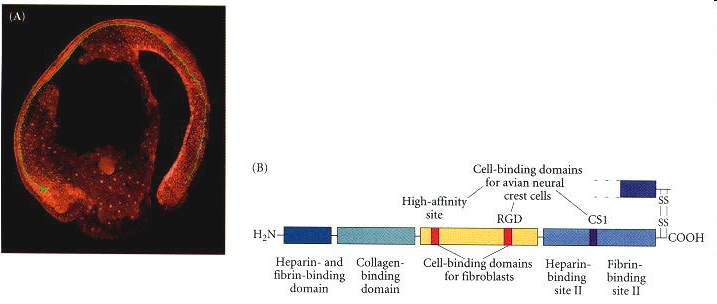 (A)
(B)
Cell-binding domains
for avian neural
crest cells
High-affinity
site
RGD
CS1
SS
SS
H₂N
COOH
Heparin- and
fibrin-binding
domain
Collagen-
binding
domain
Cell-binding domains
for fibroblasts
Heparin-
binding
site II
Fibrin-
binding
site II